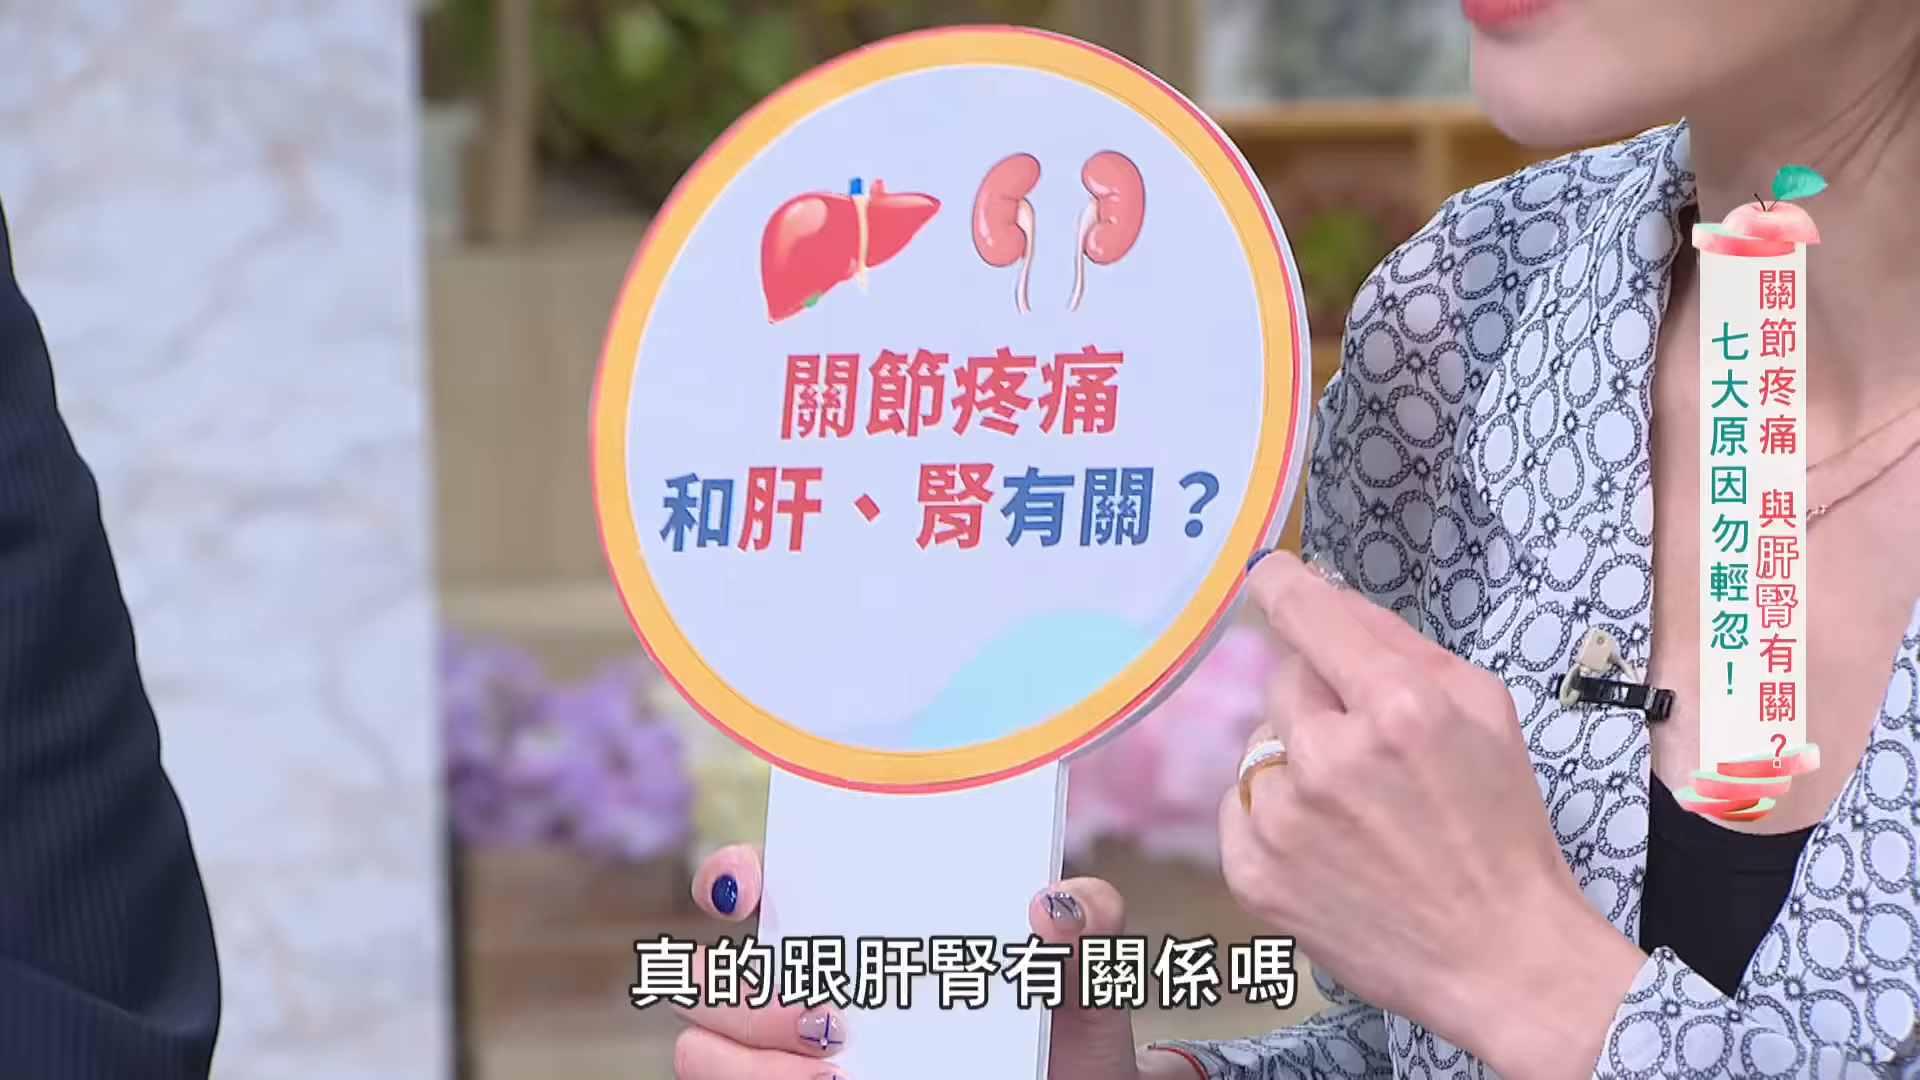 關節疼痛
和肝、腎有關？
關節疼痛 與肝腎有關？
七大原因勿輕忽！
真的跟肝腎有關係嗎